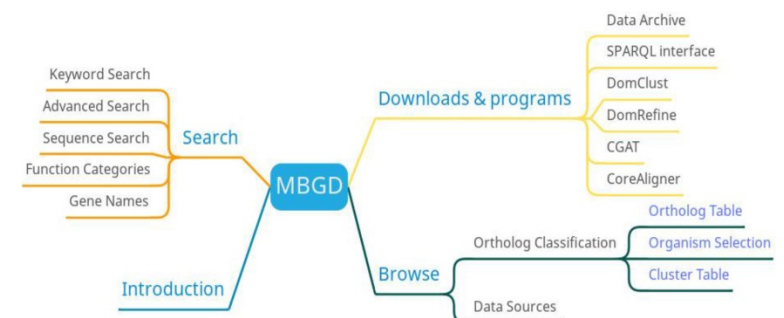 MBGD
Search
Keyword Search
Advanced Search
Sequence Search
Function Categories
Gene Names
Introduction
Downloads & programs
Data Archive
SPARQL interface
DomClust
DomRefine
CGAT
CoreAligner
Browse
Ortholog Classification
Ortholog Table
Organism Selection
Cluster Table
Data Sources